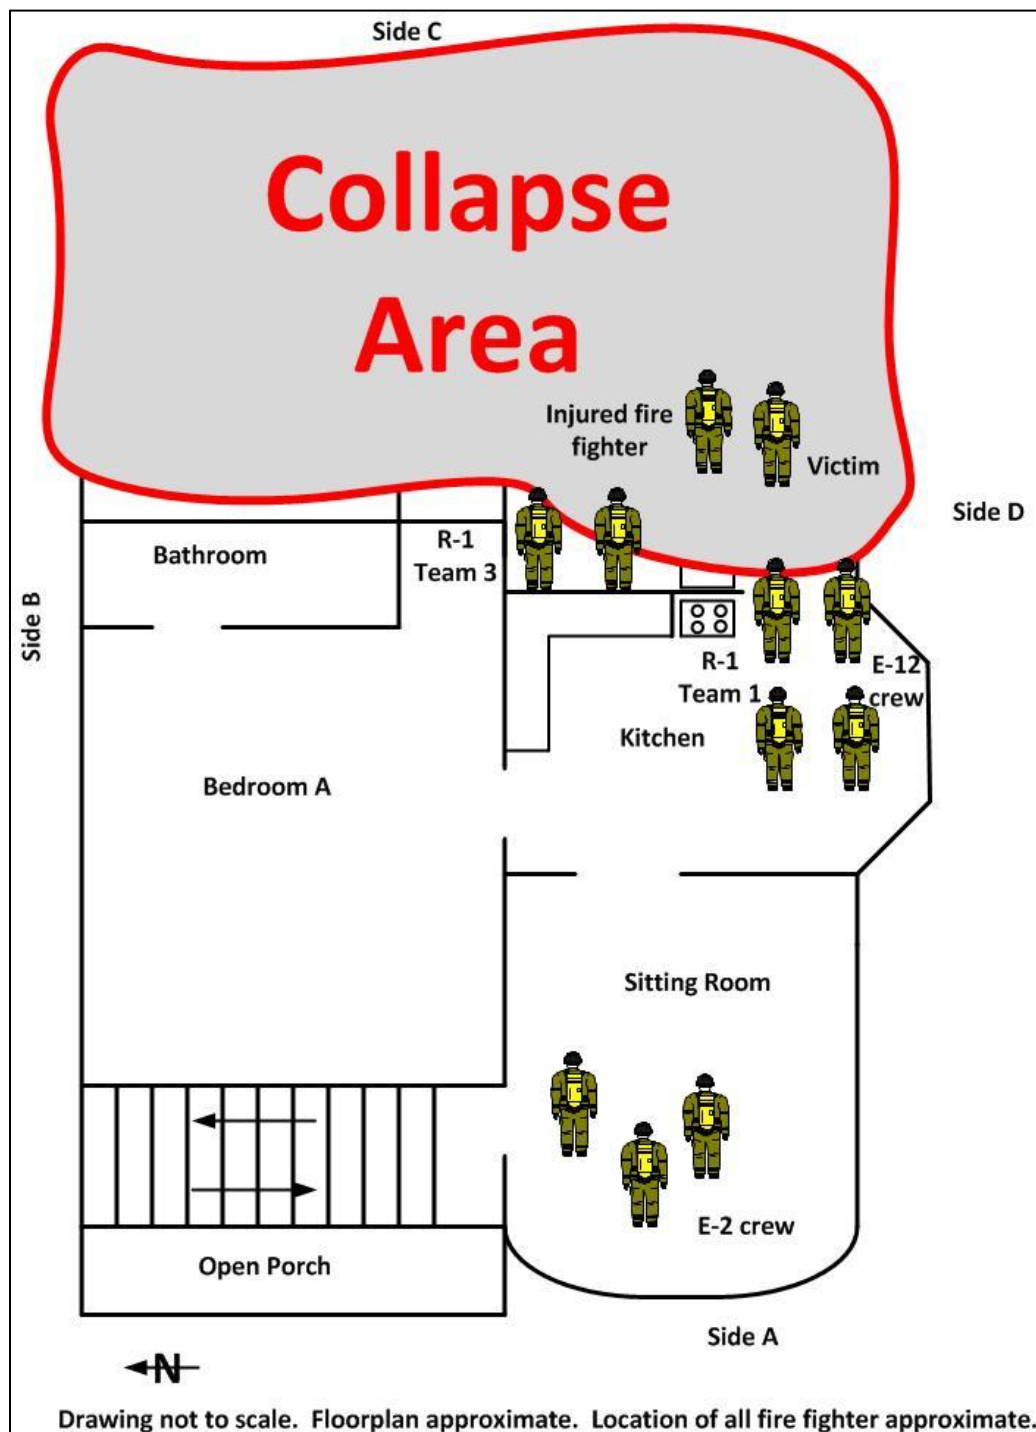 Side C
Collapse
Area
Injured fire
fighter
Victim
Side D
Bathroom
R-1
Team 3
Side B
R-1
Team 1
E-12
crew
Kitchen
Bedroom A
Sitting Room
E-2 crew
Open Porch
Side A
N
Drawing not to scale. Floorplan approximate. Location of all fire fighter approximate.